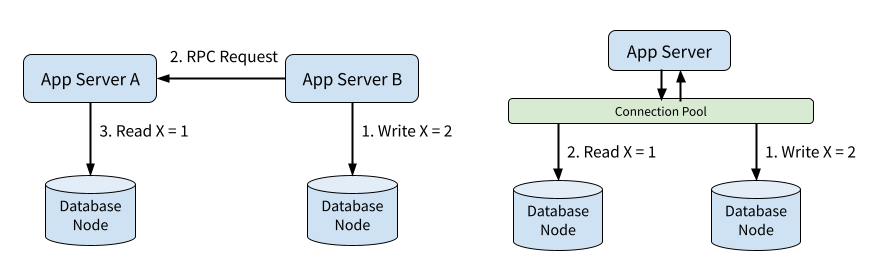 2. RPC Request
App Server A
App Server B
3. Read X = 1
1. Write X = 2
Database
Node
Database
Node
App Server
Connection Pool
2. Read X = 1
1. Write X = 2
Database
Node
Database
Node